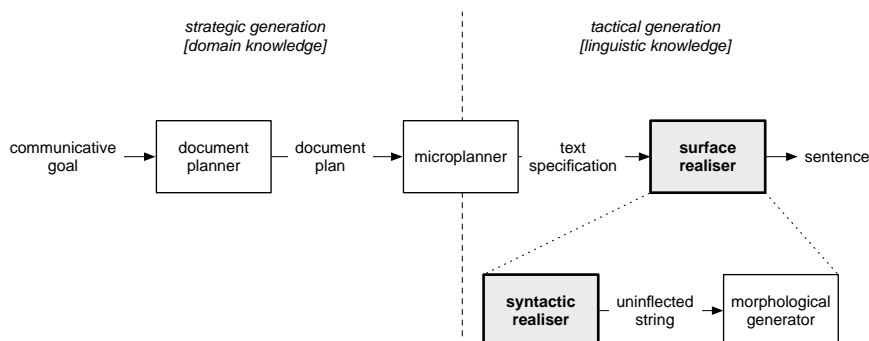 strategic generation
[domain knowledge]
tactical generation
[linguistic knowledge]
communicative
goal
document
planner
document
plan
microplanner
text
specification
surface
realiser
sentence
syntactic
realiser
uninflected
string
morphological
generator